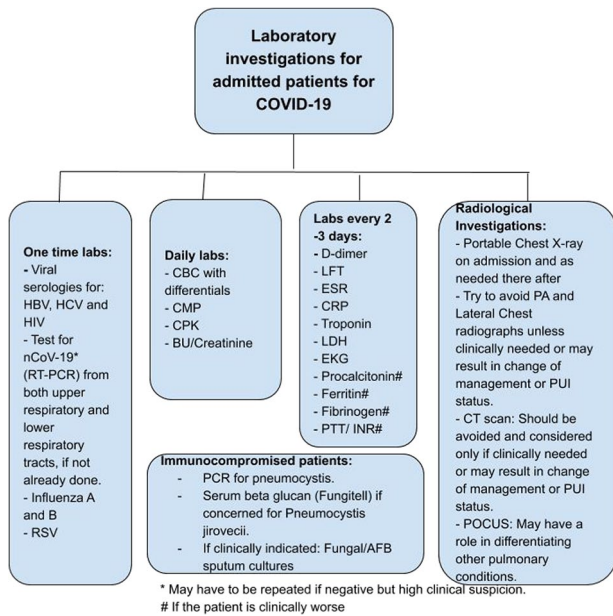 Laboratory
investigations for
admitted patients for
COVID-19
One time labs:
- Viral
serologies for:
HBV, HCV and
HIV
- Test for
nCoV-19*
(RT-PCR) from
both upper
respiratory and
lower
respiratory
tracts, if not
already done.
- Influenza A
and B
- RSV
Daily labs:
- CBC with
differentials
- CMP
- CPK
- BU/Creatinine
Labs every 2
-3 days:
- D-dimer
- LFT
- ESR
- CRP
- Troponin
- LDH
- EKG
- Procalcitonin#
- Ferritin#
- Fibrinogen#
- PTT/ INR#
Radiological
Investigations:
- Portable Chest X-ray
on admission and as
needed there after
- Try to avoid PA and
Lateral Chest
radiographs unless
clinically needed or may
result in change of
management or PUI
status.
- CT scan: Should be
avoided and considered
only if clinically needed
or may result in change
of management or PUI
status.
- POCUS: May have a
role in differentiating
other pulmonary
conditions.
Immunocompromised patients:
- PCR for pneumocystis.
- Serum beta glucan (Fungitell) if
concerned for Pneumocystis
jirovecii.
- If clinically indicated: Fungal/AFB
sputum cultures
* May have to be repeated if negative but high clinical suspicion.
# If the patient is clinically worse